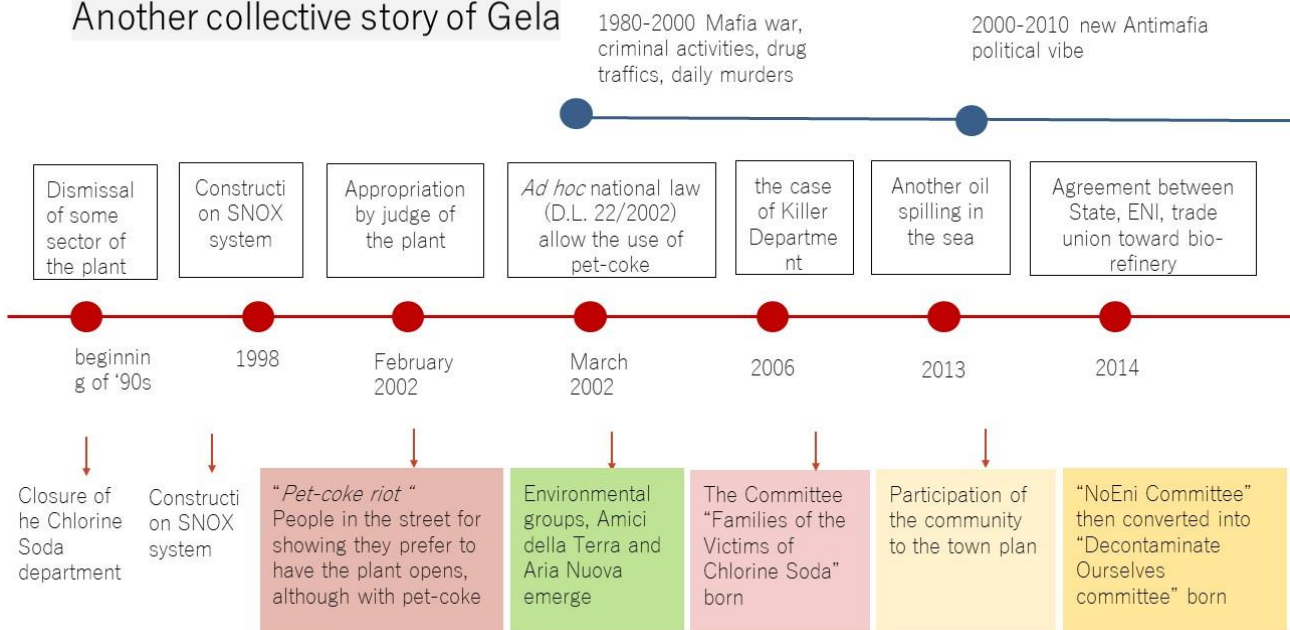 Another collective story of Gela
1980-2000 Mafia war,
criminal activities, drug
traffics, daily murders
2000-2010 new Antimafia
political vibe
Dismissal
of some
sector of
the plant
Constructi
on SNOX
system
Appropriation
by judge of
the plant
Ad hoc national law
(D.L. 22/2002)
allow the use of
pet-coke
the case
of Killer
Departme
nt
Another oil
spilling in
the sea
Agreement between
State, ENI, trade
union toward bio-
refinery
beginnin
g of ‘90s
1998
February
2002
March
2002
2006
2013
2014
Closure of
he Chlorine
Soda
department
Constructi
on SNOX
system
“Pet-coke riot “
People in the street for
showing they prefer to
have the plant opens,
although with pet-coke
Environmental
groups, Amici
della Terra and
Aria Nuova
emerge
The Committee
“Families of the
Victims of
Chlorine Soda”
born
Participation of
the community
to the town plan
“NoEni Committee”
then converted into
“Decontaminate
Ourselves
committee” born